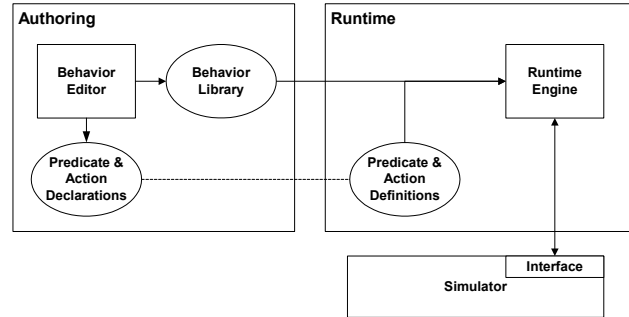 Authoring
Runtime
Behavior
Editor
Behavior
Library
Runtime
Engine
Predicate &
Action
Declarations
Predicate &
Action
Definitions
Interface
Simulator